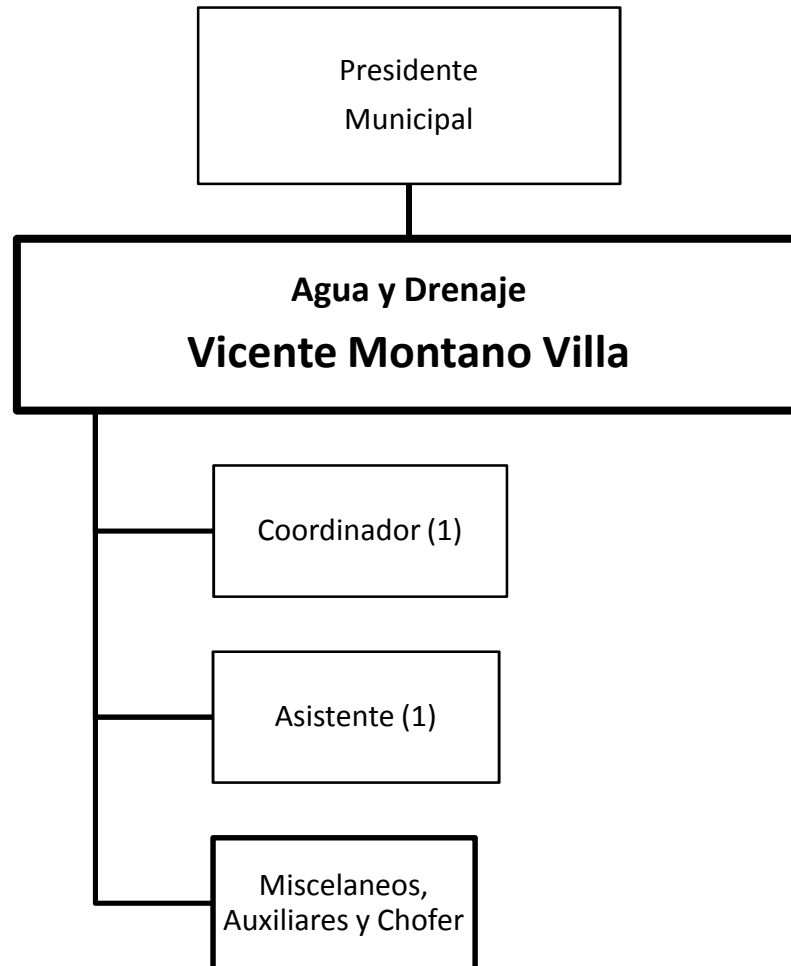 Presidente
Municipal
Agua y Drenaje
Vicente Montano Villa
Coordinador (1)
Asistente (1)
Miscelaneos,
Auxiliares y Chofer